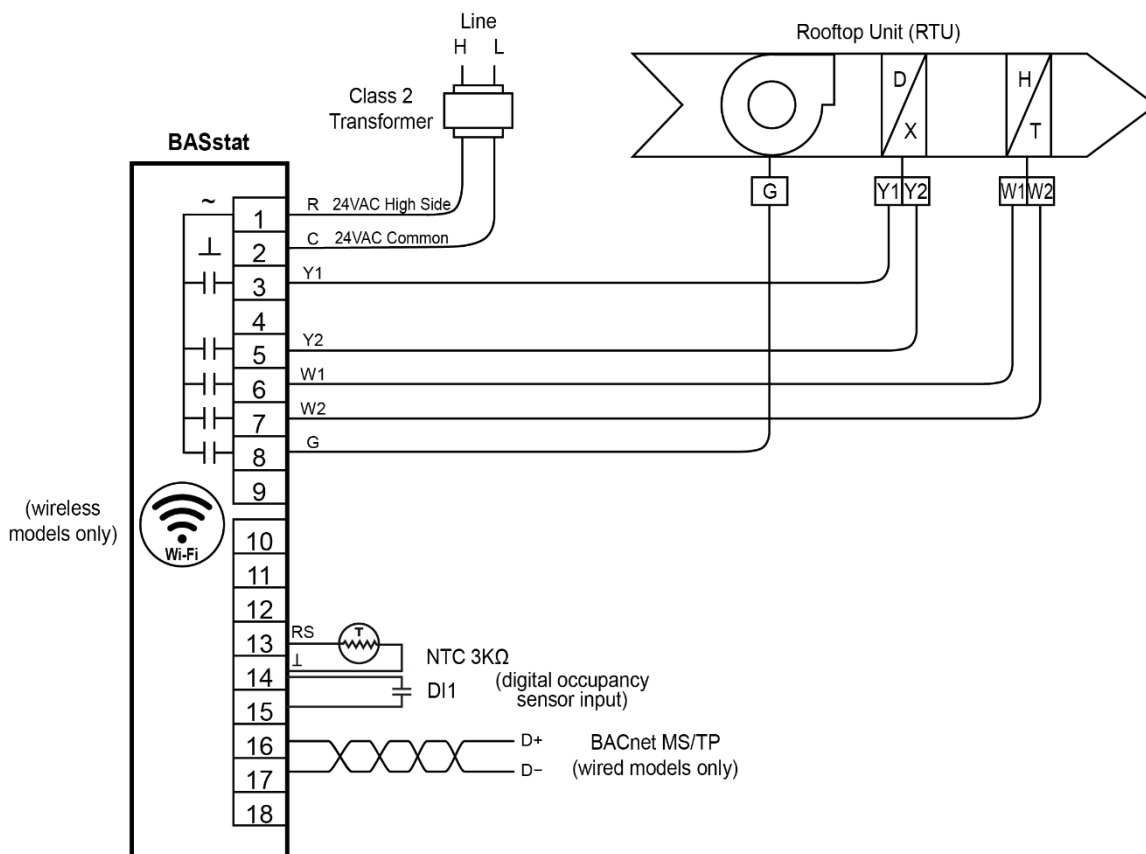 Line
H L
Class 2
Transformer
Rooftop Unit (RTU)
D
X
H
T
G
Y1 Y2
W1 W2
BASstat
~
1
R 24VAC High Side
⊥
2
C 24VAC Common
3
Y1
4
5
Y2
6
W1
7
W2
8
G
9
(wireless
models only)
Wi-Fi
10
11
12
13
RS
T
⊥
NTC 3KΩ
14
DI1
(digital occupancy
sensor input)
15
16
D+
BACnet MS/TP
(wired models only)
17
D−
18